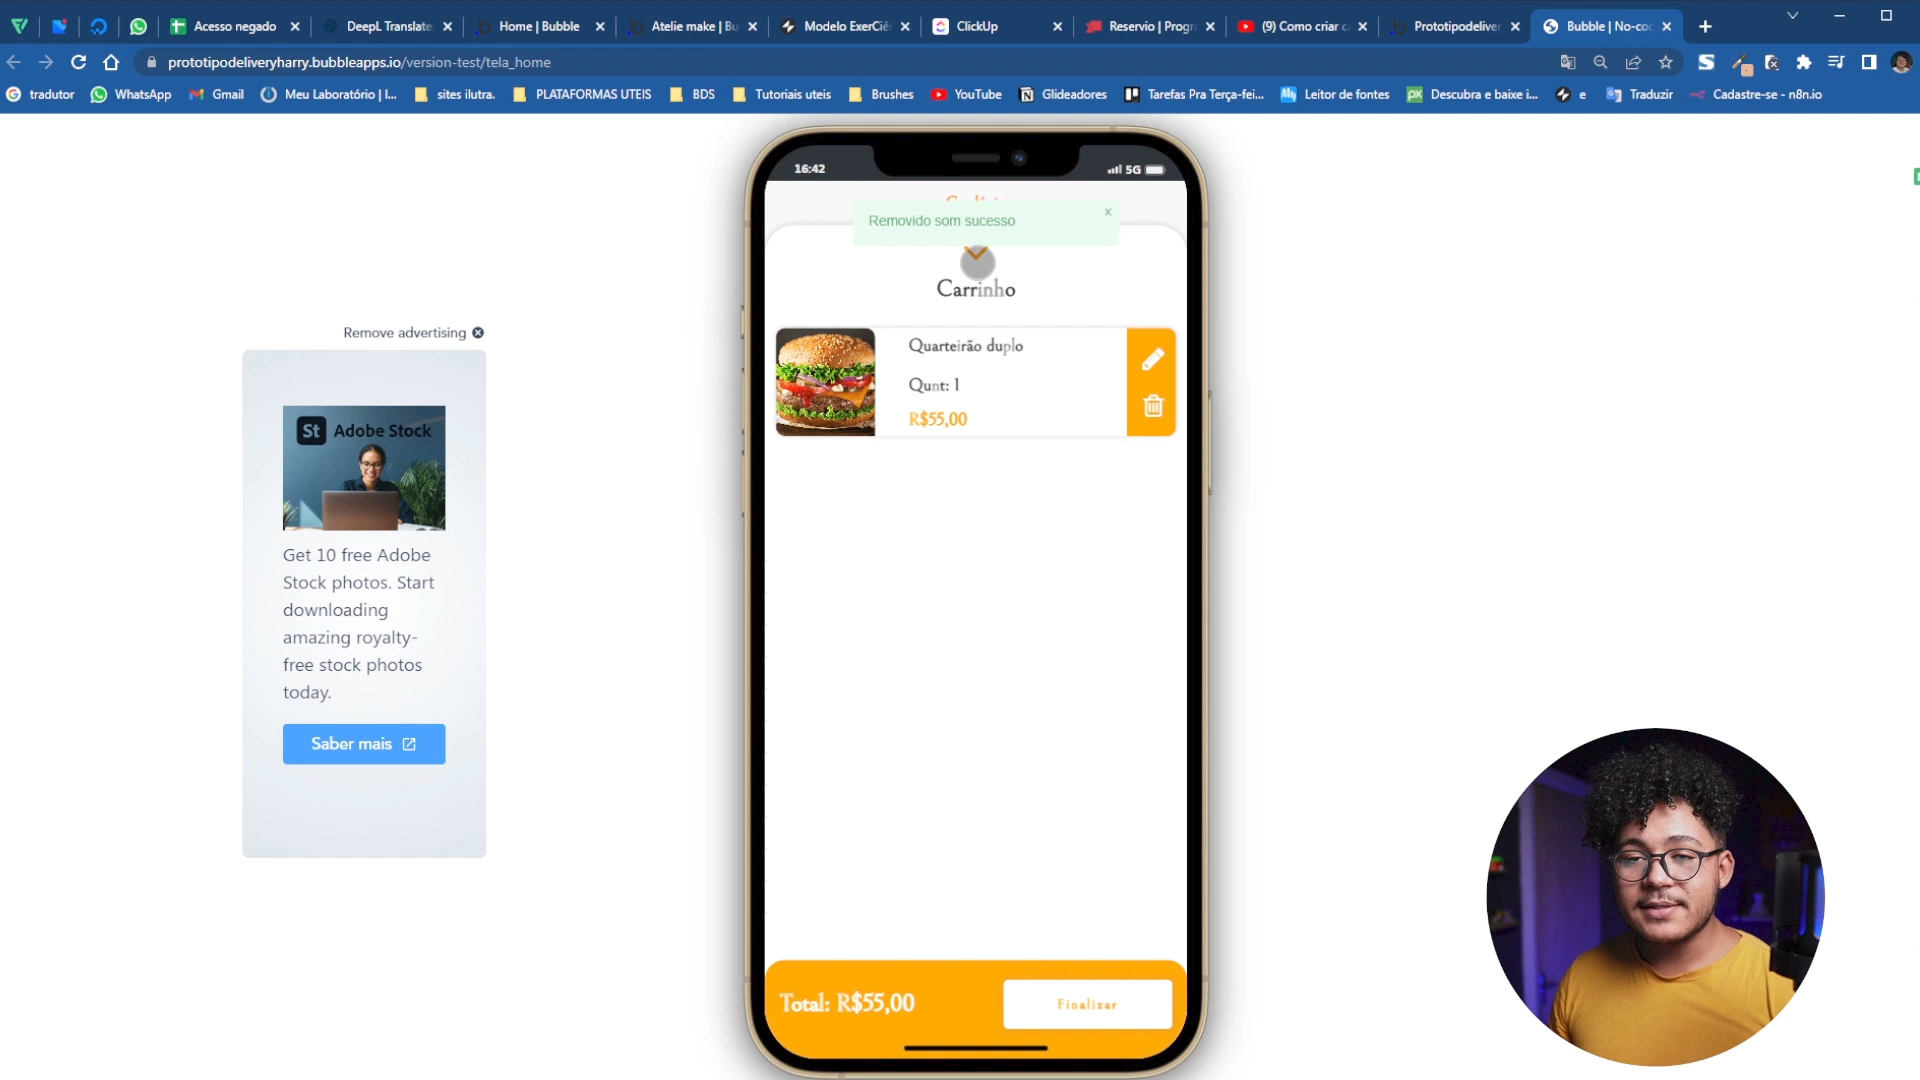 Acesso negado
DeepL Translate
Home | Bubble
Atelie make | Bu
Modelo ExerCiê
ClickUp
Reservio | Progr
(9) Como criar c
Prototipodeliver
Bubble | No-coc
prototipodeliveryharry.bubbleapps.io/version-test/tela_home
tradutor
WhatsApp
Gmail
Meu Laboratório | I...
sites ilutra.
PLATAFORMAS UTEIS
BDS
Tutoriais uteis
Brushes
YouTube
Glideadores
Tarefas Pra Terça-fei...
Leitor de fontes
Descubra e baixe i...
e
Traduzir
Cadastre-se - n8n.io
16:42
5G
Removido som sucesso
x
Carrinho
Quarteirão duplo
Qunt: 1
R$55,00
Total: R$55,00
Finalizar
Remove advertising
St Adobe Stock
Get 10 free Adobe
Stock photos. Start
downloading
amazing royalty-
free stock photos
today.
Saber mais